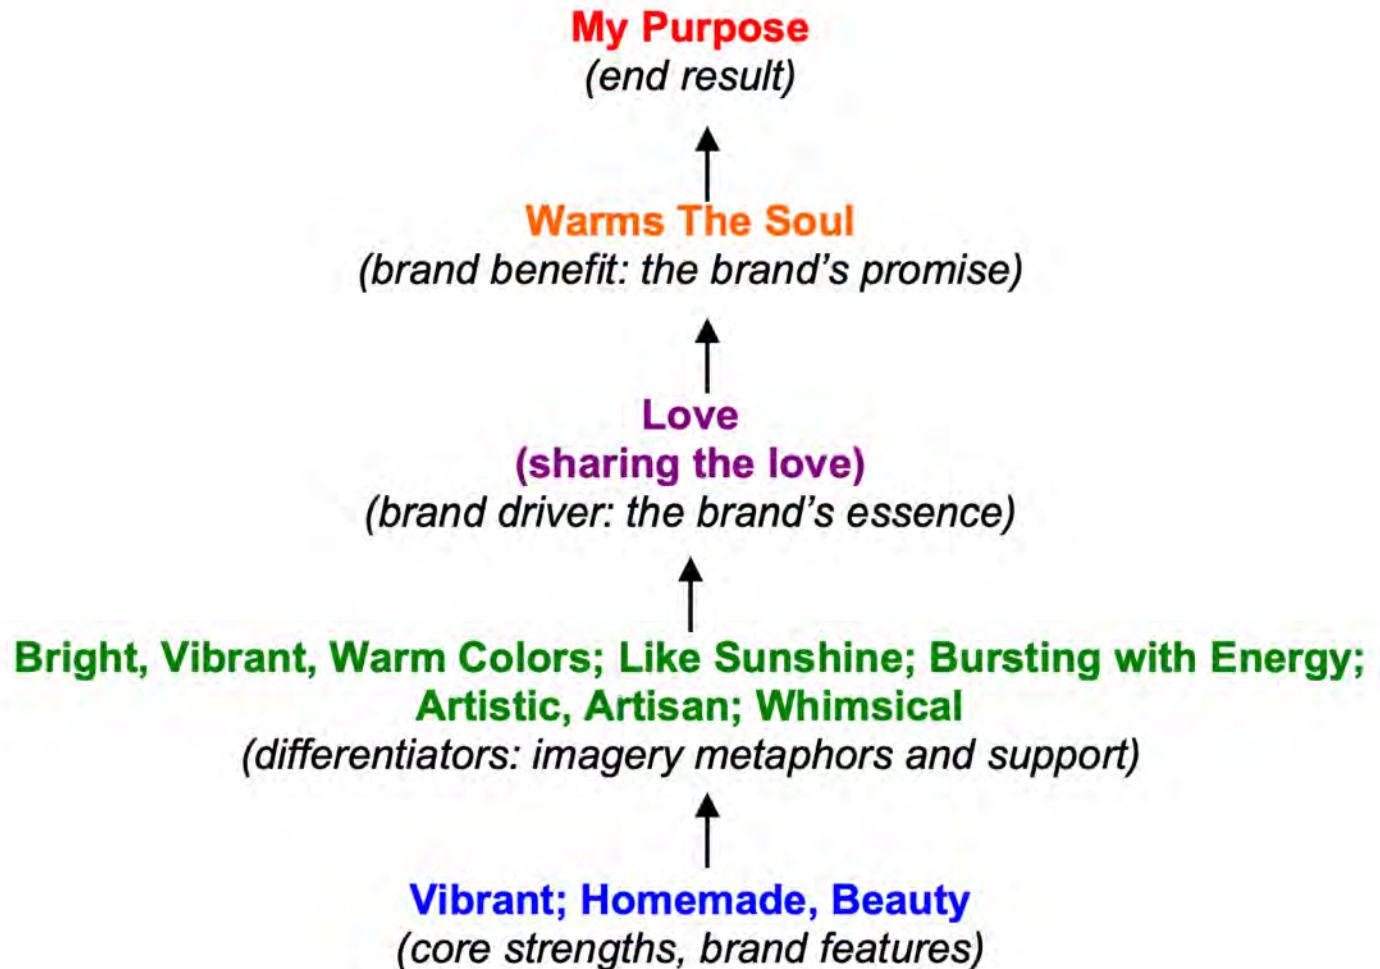 My Purpose
(end result)
Warms The Soul
(brand benefit: the brand’s promise)
Love
(sharing the love)
(brand driver: the brand’s essence)
Bright, Vibrant, Warm Colors; Like Sunshine; Bursting with Energy;
Artistic, Artisan; Whimsical
(differentiators: imagery metaphors and support)
Vibrant; Homemade, Beauty
(core strengths, brand features)